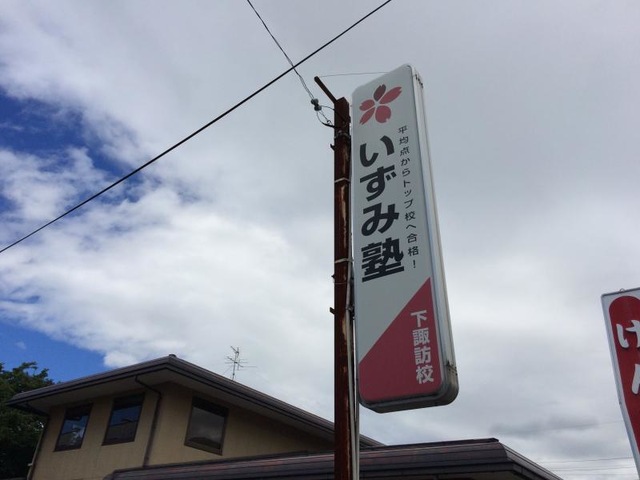 平均点からトップ校へ合格!
いずみ塾
下諏訪校
け